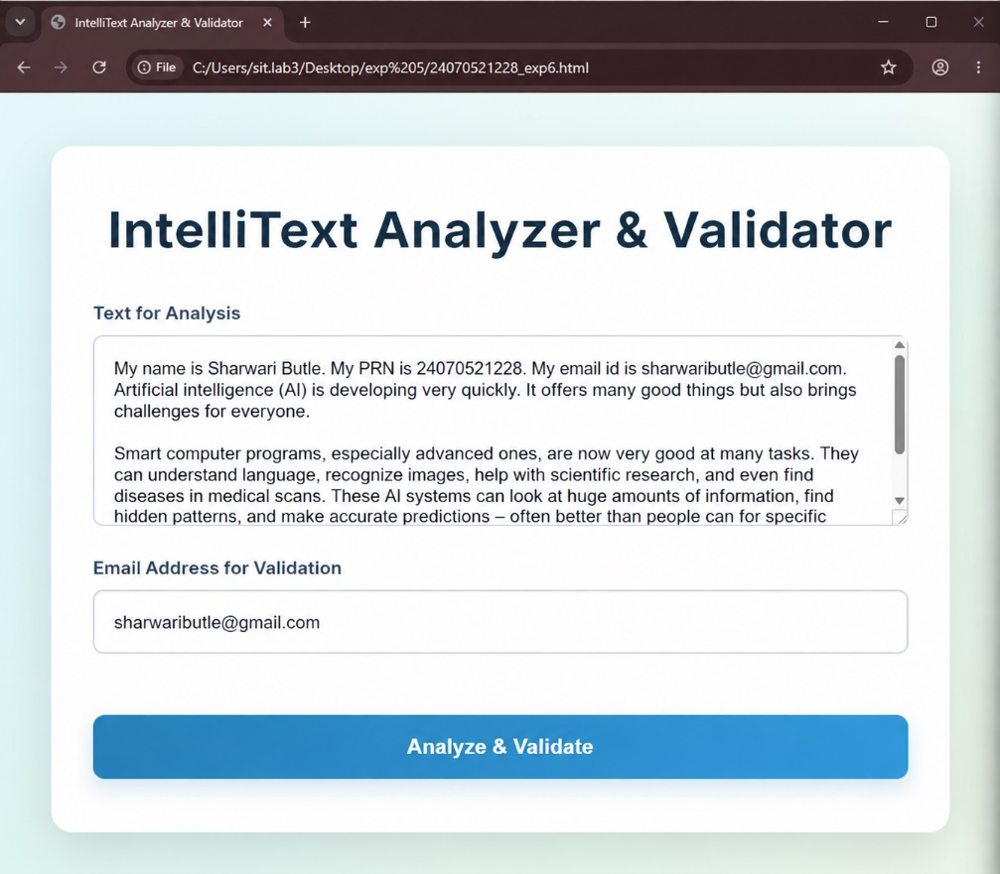 IntelliText Analyzer & Validator
File C:/Users/sit.lab3/Desktop/exp%205/24070521228_exp6.html
IntelliText Analyzer & Validator
Text for Analysis
My name is Sharwari Butle. My PRN is 24070521228. My email id is sharwaributle@gmail.com.
Artificial intelligence (AI) is developing very quickly. It offers many good things but also brings
challenges for everyone.
Smart computer programs, especially advanced ones, are now very good at many tasks. They
can understand language, recognize images, help with scientific research, and even find
diseases in medical scans. These AI systems can look at huge amounts of information, find
hidden patterns, and make accurate predictions – often better than people can for specific
Email Address for Validation
sharwaributle@gmail.com
Analyze & Validate